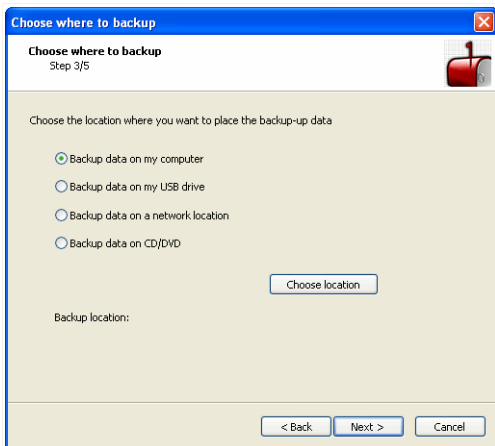 Choose where to backup
Choose where to backup
Step 3/5
Choose the location where you want to place the backup-up data
Backup data on my computer
Backup data on my USB drive
Backup data on a network location
Backup data on CD/DVD
Choose location
Backup location:
< Back Next > Cancel